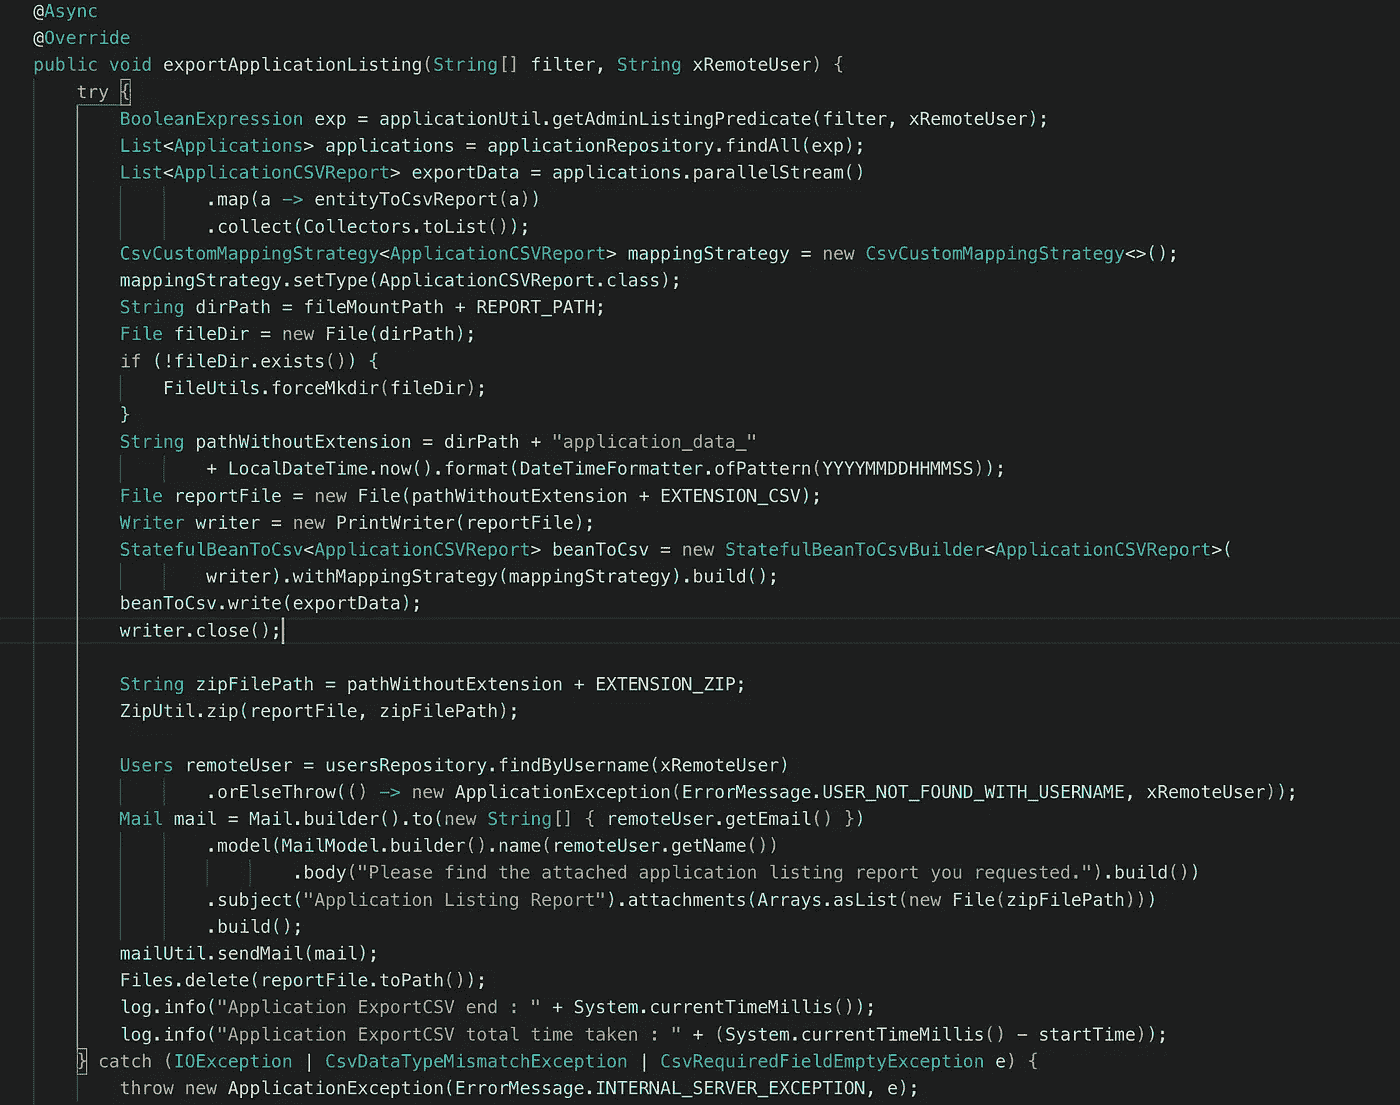 @Async
@Override
public void exportApplicationListing(String[] filter, String xRemoteUser) {
try {
BooleanExpression exp = applicationUtil.getAdminListingPredicate(filter, xRemoteUser);
List<Applications> applications = applicationRepository.findAll(exp);
List<ApplicationCSVReport> exportData = applications.parallelStream()
.map(a -> entityToCsvReport(a))
.collect(Collectors.toList());
CsvCustomMappingStrategy<ApplicationCSVReport> mappingStrategy = new CsvCustomMappingStrategy<>();
mappingStrategy.setType(ApplicationCSVReport.class);
String dirPath = fileMountPath + REPORT_PATH;
File fileDir = new File(dirPath);
if (!fileDir.exists()) {
FileUtils.forceMkdir(fileDir);
}
String pathWithoutExtension = dirPath + "application_data_"
+ LocalDateTime.now().format(DateTimeFormatter.ofPattern(YYYYMMDDHHMMSS));
File reportFile = new File(pathWithoutExtension + EXTENSION_CSV);
Writer writer = new PrintWriter(reportFile);
StatefulBeanToCsv<ApplicationCSVReport> beanToCsv = new StatefulBeanToCsvBuilder<ApplicationCSVReport>(
writer).withMappingStrategy(mappingStrategy).build();
beanToCsv.write(exportData);
writer.close();
String zipFilePath = pathWithoutExtension + EXTENSION_ZIP;
ZipUtil.zip(reportFile, zipFilePath);
Users remoteUser = usersRepository.findByUsername(xRemoteUser)
.orElseThrow(() -> new ApplicationException(ErrorMessage.USER_NOT_FOUND_WITH_USERNAME, xRemoteUser));
Mail mail = Mail.builder().to(new String[] { remoteUser.getEmail() })
.model(MailModel.builder().name(remoteUser.getName())
.body("Please find the attached application listing report you requested.").build())
.subject("Application Listing Report").attachments(Arrays.asList(new File(zipFilePath)))
.build();
mailUtil.sendMail(mail);
Files.delete(reportFile.toPath());
log.info("Application ExportCSV end : " + System.currentTimeMillis());
log.info("Application ExportCSV total time taken : " + (System.currentTimeMillis() - startTime));
} catch (IOException | CsvDataTypeMismatchException | CsvRequiredFieldEmptyException e) {
throw new ApplicationException(ErrorMessage.INTERNAL_SERVER_EXCEPTION, e);